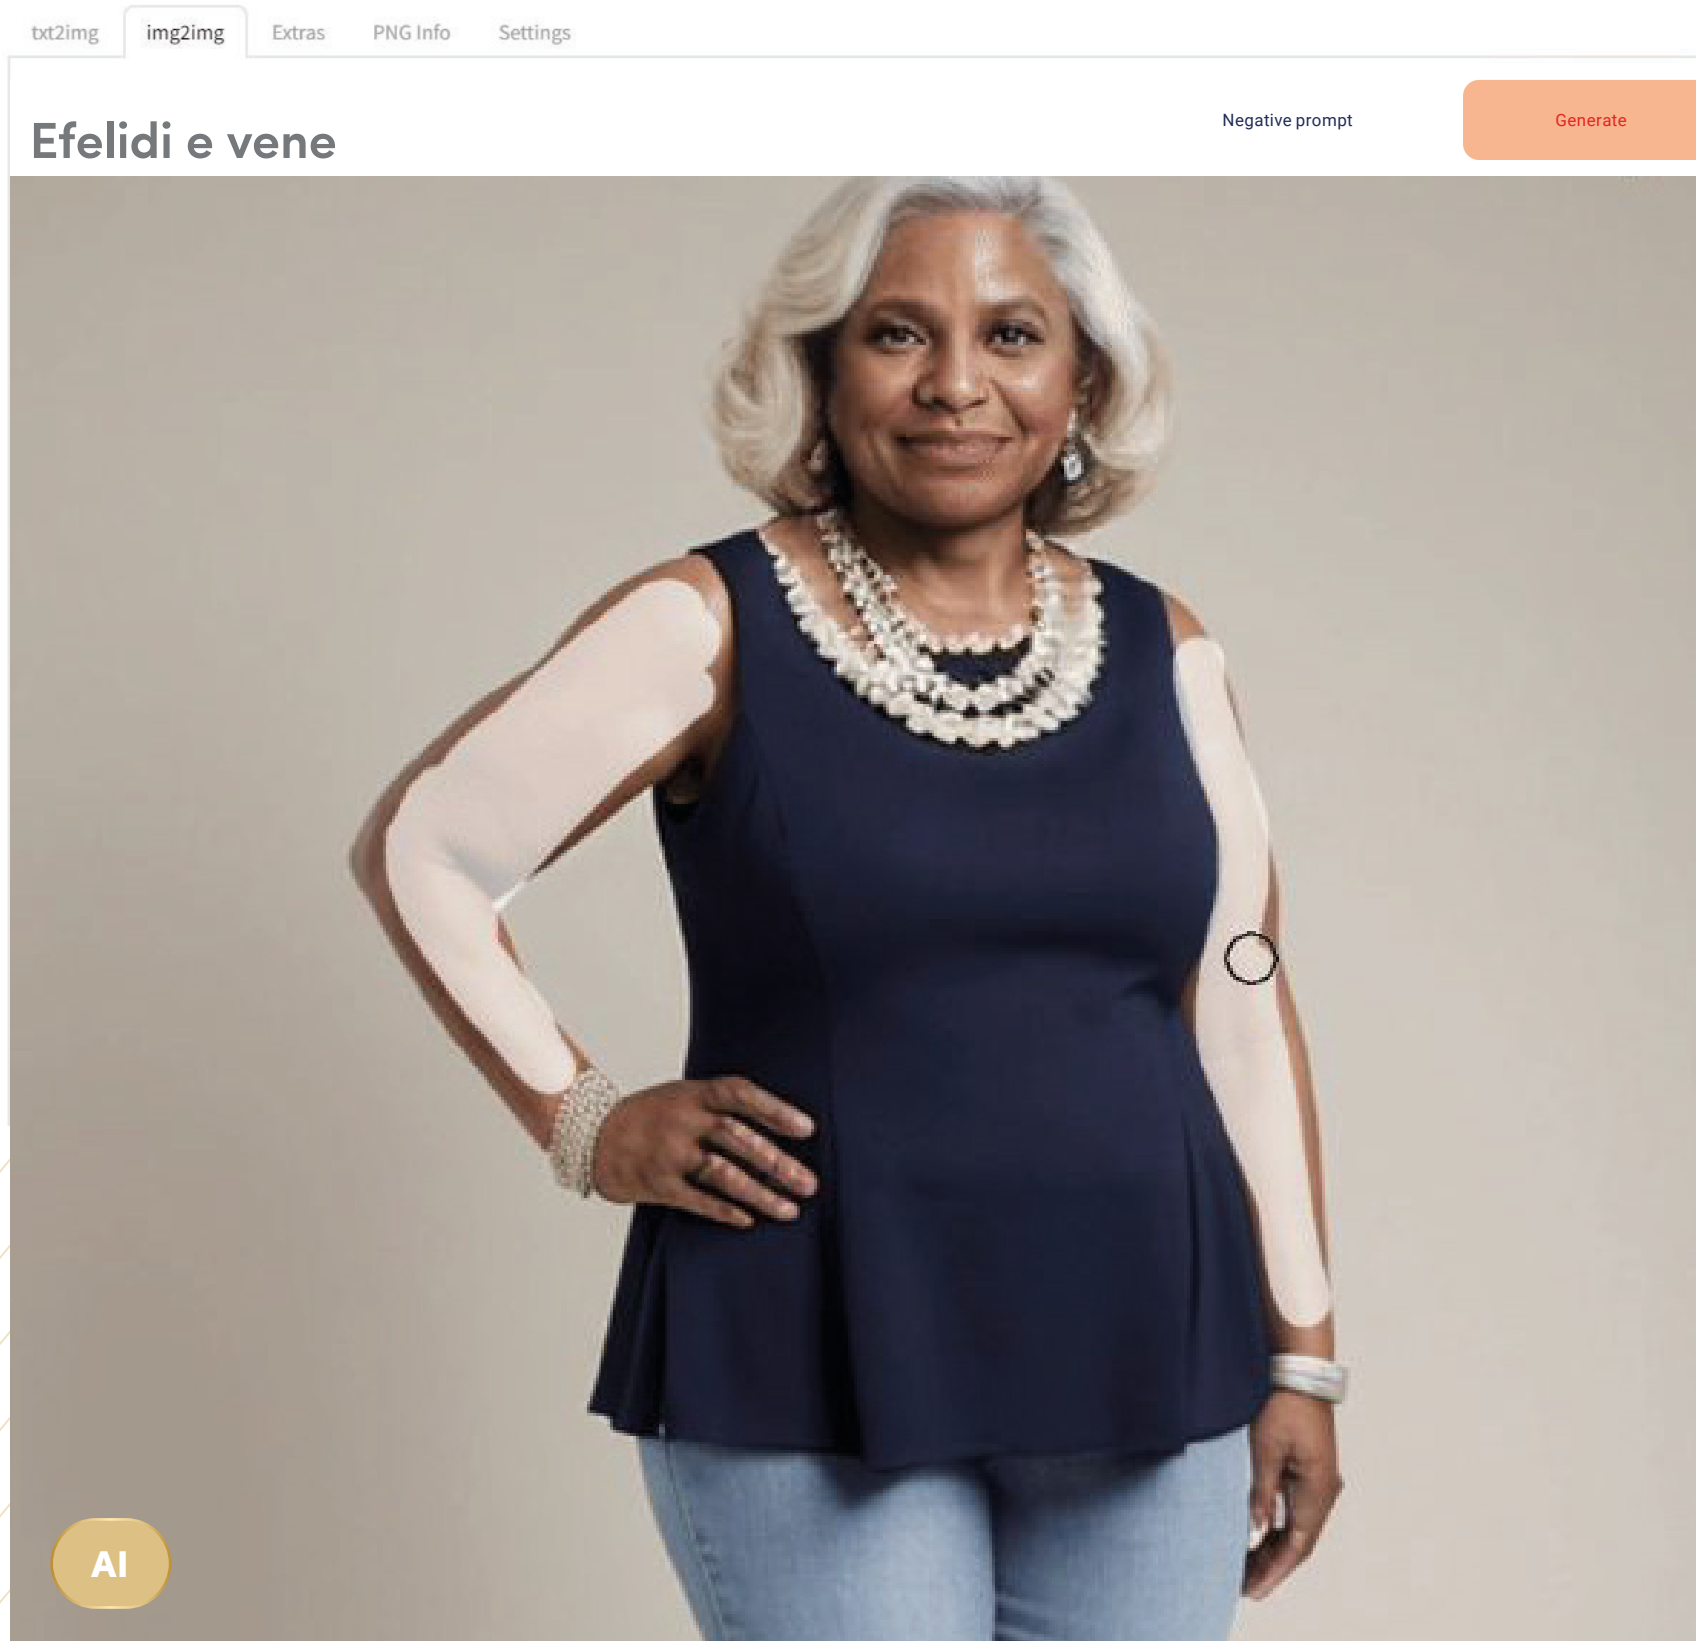 txt2img img2img Extras PNG Info Settings
Negative prompt Generate
Efelidi e vene
AI